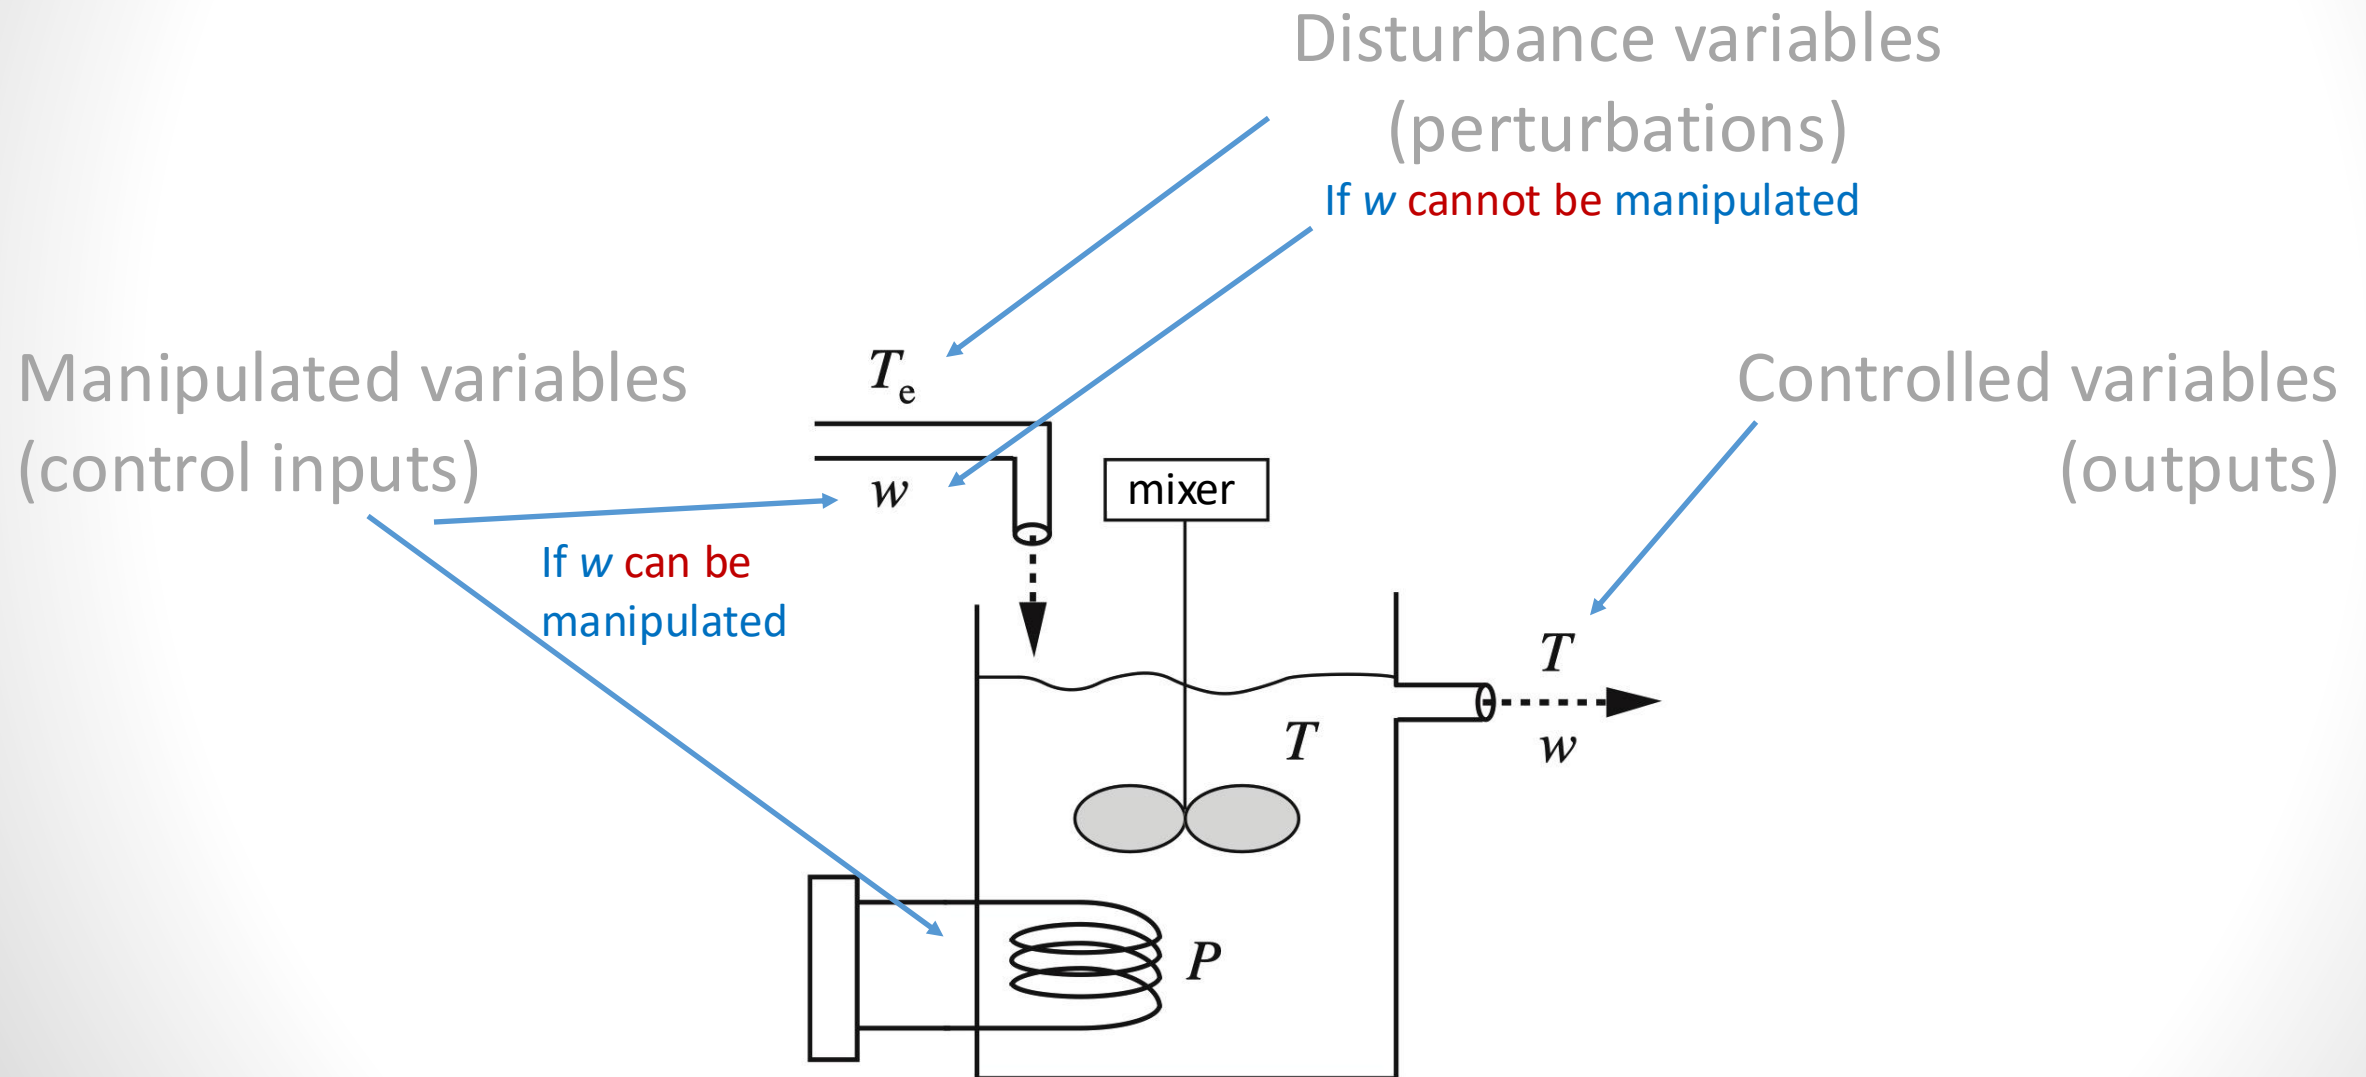 Disturbance variables
(perturbations)
If w cannot be manipulated
Manipulated variables
(control inputs)
Controlled variables
(outputs)
Te
w
mixer
If w can be
manipulated
T
w
T
P